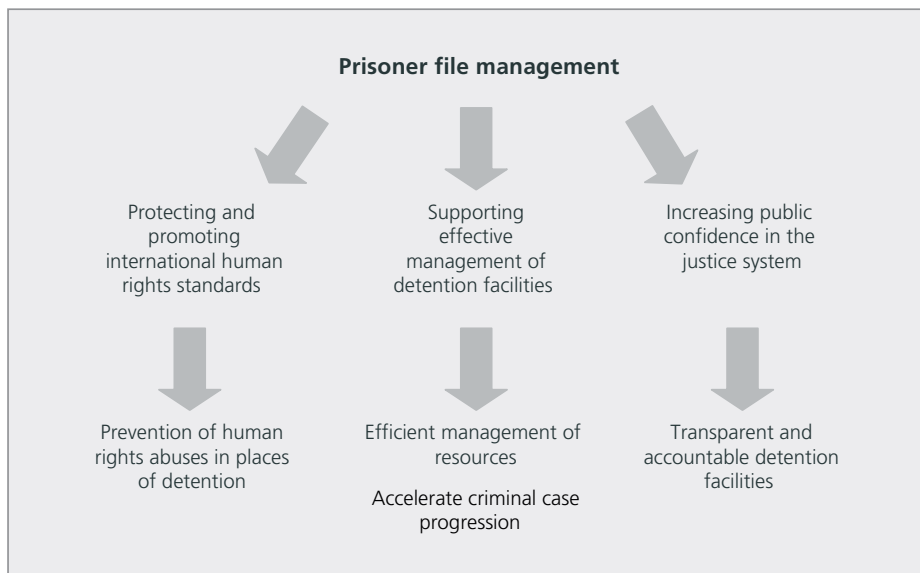 Prisoner file management
Protecting and
promoting
international human
rights standards
Supporting
effective
management of
detention facilities
Increasing public
confidence in the
justice system
Prevention of human
rights abuses in places
of detention
Efficient management of
resources
Accelerate criminal case
progression
Transparent and
accountable detention
facilities